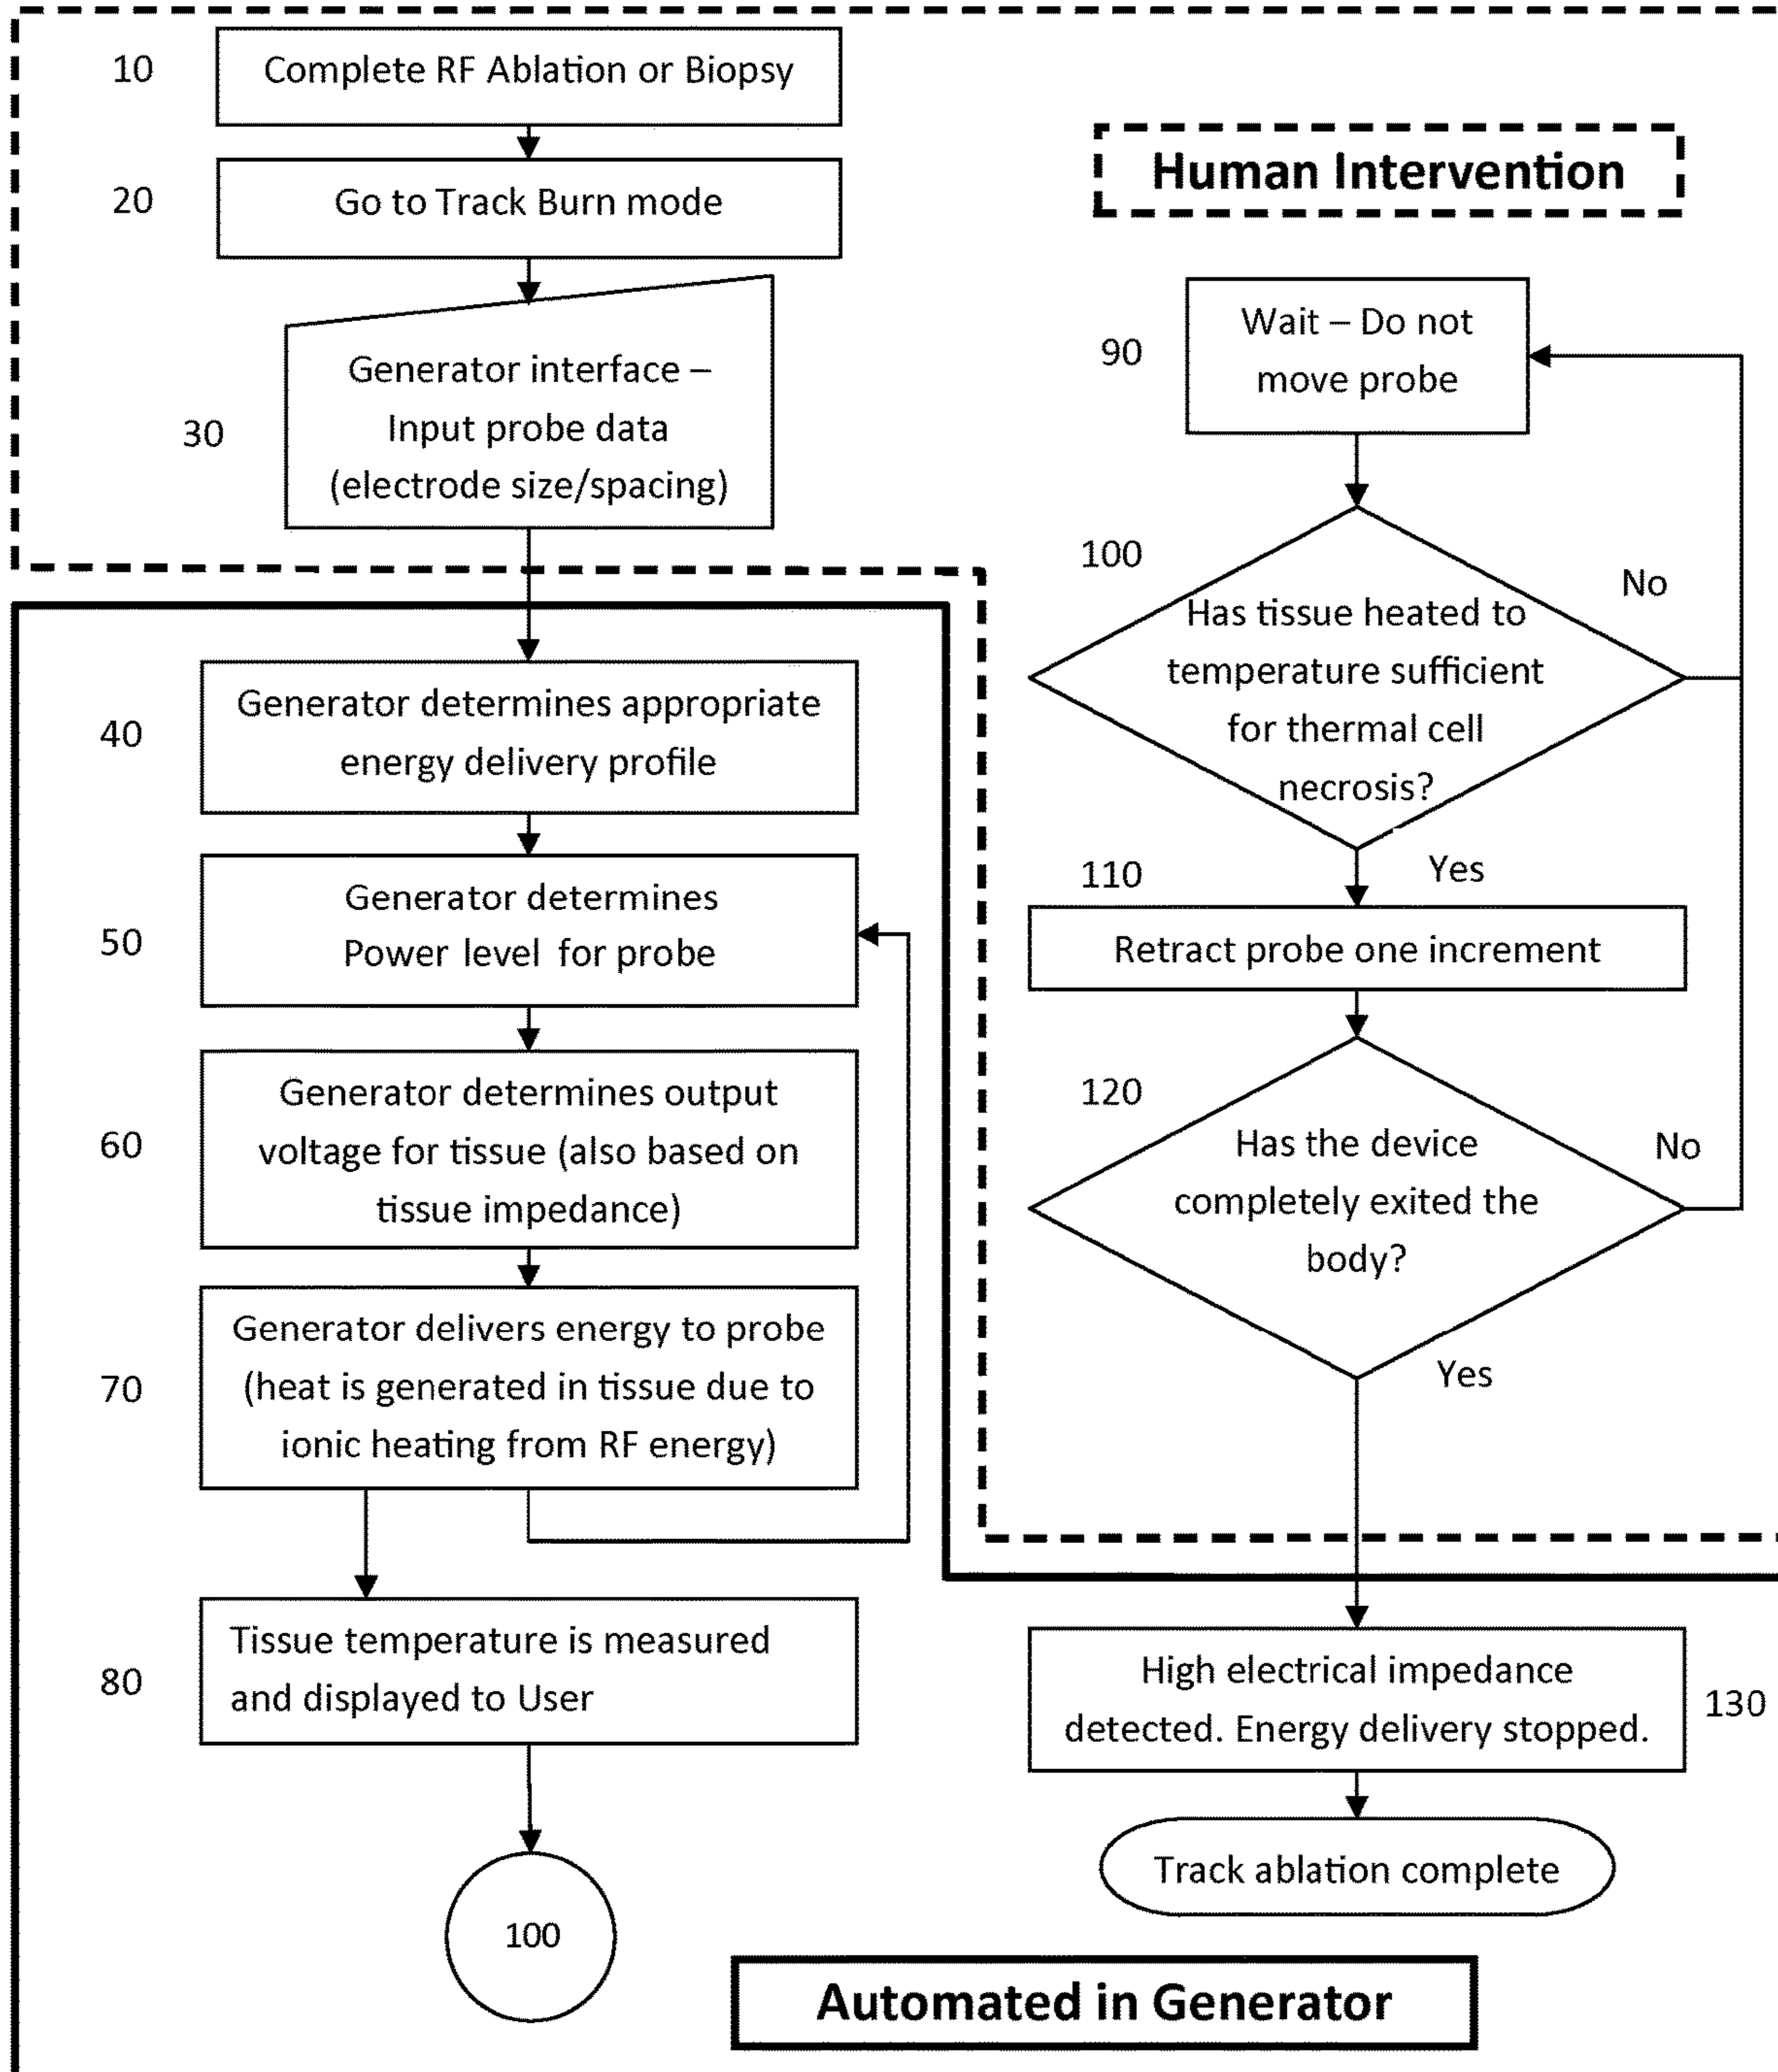 10
Complete RF Ablation or Biopsy
20
Go to Track Burn mode
30
Generator interface –
Input probe data
(electrode size/spacing)
40
Generator determines appropriate
energy delivery profile
50
Generator determines
Power level for probe
60
Generator determines output
voltage for tissue (also based on
tissue impedance)
70
Generator delivers energy to probe
(heat is generated in tissue due to
ionic heating from RF energy)
80
Tissue temperature is measured
and displayed to User
100
Human Intervention
90
Wait – Do not
move probe
100
Has tissue heated to
temperature sufficient
for thermal cell
necrosis?
No
Yes
110
Retract probe one increment
120
Has the device
completely exited the
body?
No
Yes
High electrical impedance
detected. Energy delivery stopped.
130
Track ablation complete
Automated in Generator